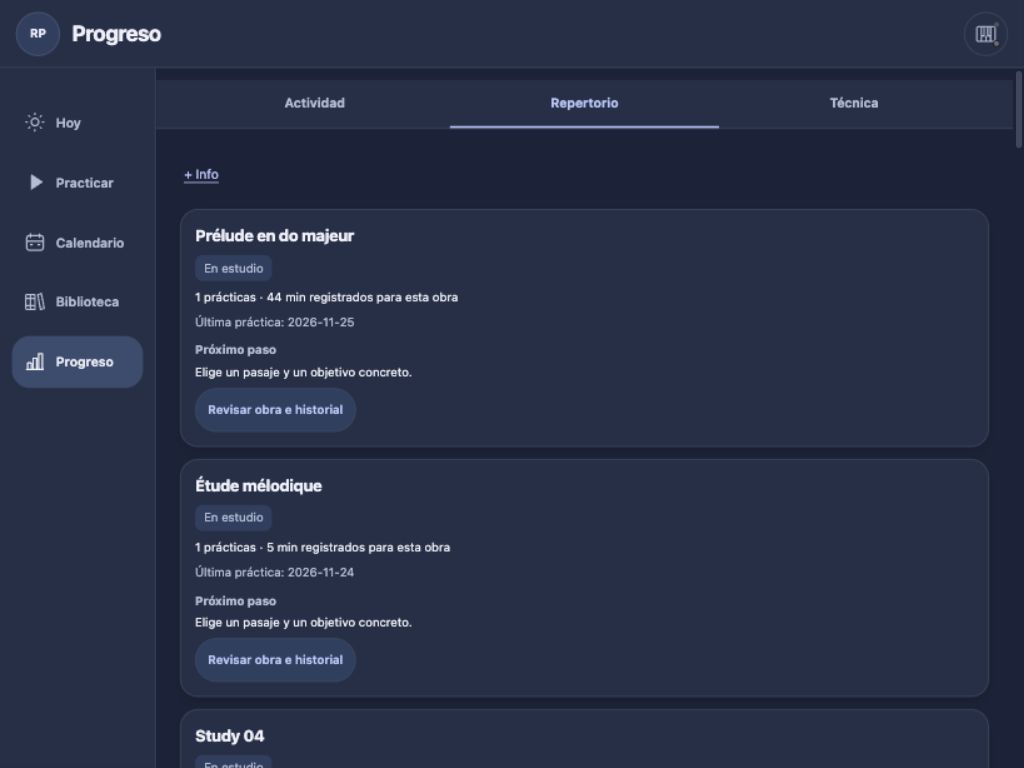 RP
Progreso
Hoy
Practicar
Calendario
Biblioteca
Progreso
Actividad
Repertorio
Técnica
+ Info
Prélude en do majeur
En estudio
1 prácticas · 44 min registrados para esta obra
Última práctica: 2026-11-25
Próximo paso
Elige un pasaje y un objetivo concreto.
Revisar obra e historial
Étude mélodique
En estudio
1 prácticas · 5 min registrados para esta obra
Última práctica: 2026-11-24
Próximo paso
Elige un pasaje y un objetivo concreto.
Revisar obra e historial
Study 04
En estudio